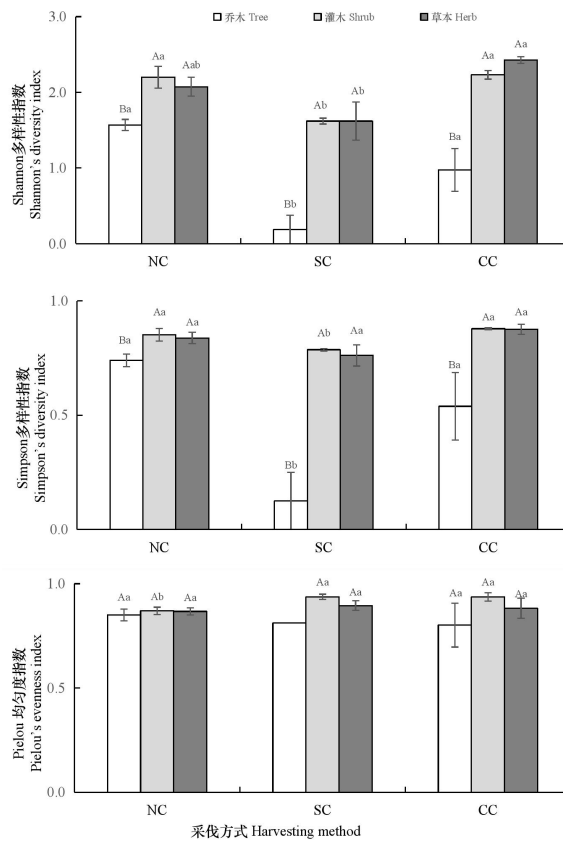 乔木 Tree 灌木 Shrub 草本 Herb
3.0
2.0
1.0
0.0
Shannon多样性指数
Shannon's diversity index
Ba Aa Aab
Bb Ab Ab
Ba Aa Aa
NC SC CC
1.0
0.5
0.0
Simpson多样性指数
Simpson's diversity index
Ba Aa Aa
Bb Ab Aa
Ba Aa Aa
NC SC CC
1.0
0.5
0.0
Pielou 均匀度指数
Pielou's evenness index
Aa Ab Aa
Aa Aa
Aa Aa Aa
NC SC CC
采伐方式 Harvesting method